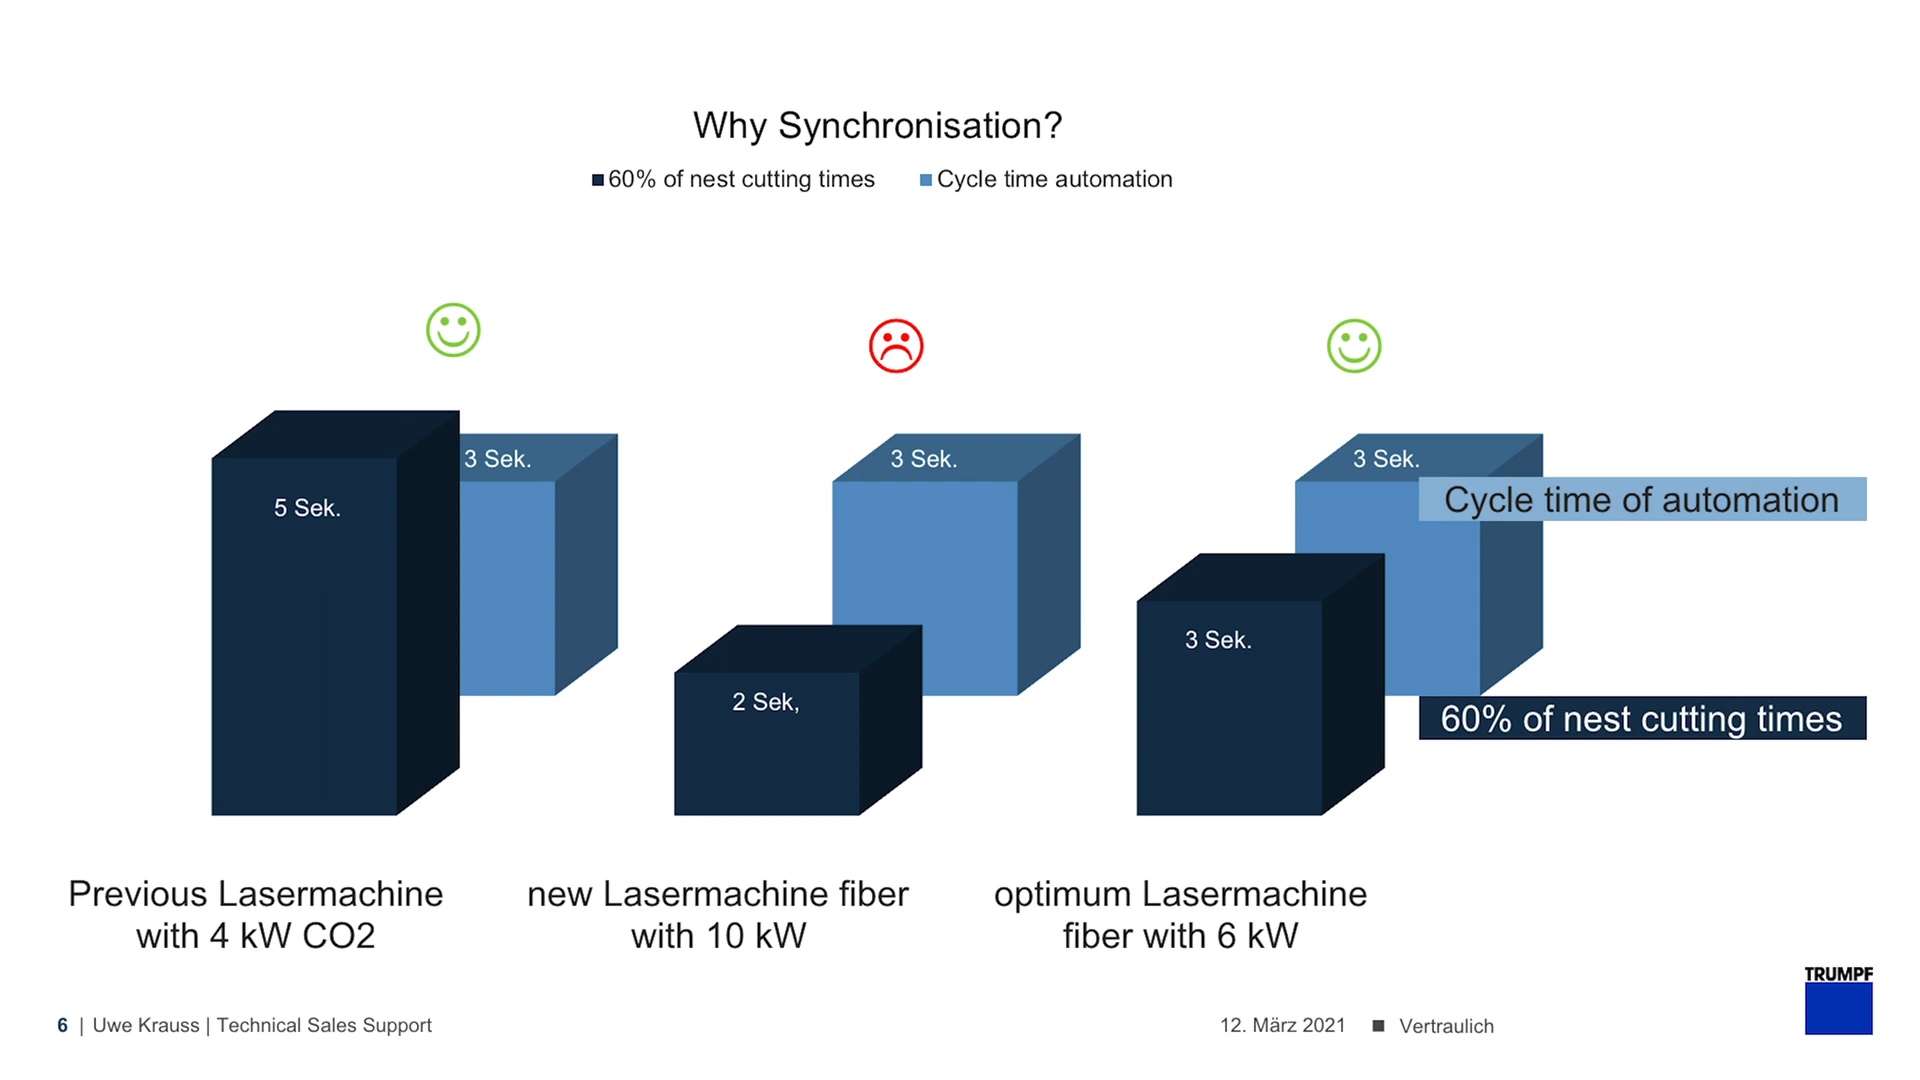 Why Synchronisation?
60% of nest cutting times Cycle time automation
3 Sek. 3 Sek. 3 Sek.
5 Sek.
Cycle time of automation
3 Sek.
2 Sek,
60% of nest cutting times
Previous Lasermachine
with 4 kW CO2
new Lasermachine fiber
with 10 kW
optimum Lasermachine
fiber with 6 kW
TRUMPF
6 | Uwe Krauss | Technical Sales Support 12. März 2021 ■ Vertraulich